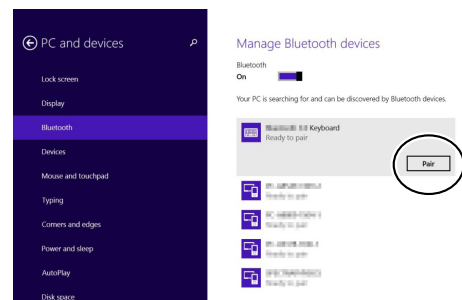 PC and devices
Lock screen
Display
Bluetooth
Devices
Mouse and touchpad
Typing
Corners and edges
Power and sleep
AutoPlay
Disk space
Manage Bluetooth devices
Bluetooth
On
Your PC is searching for and can be discovered by Bluetooth devices.
Keyboard
Ready to pair
Pair